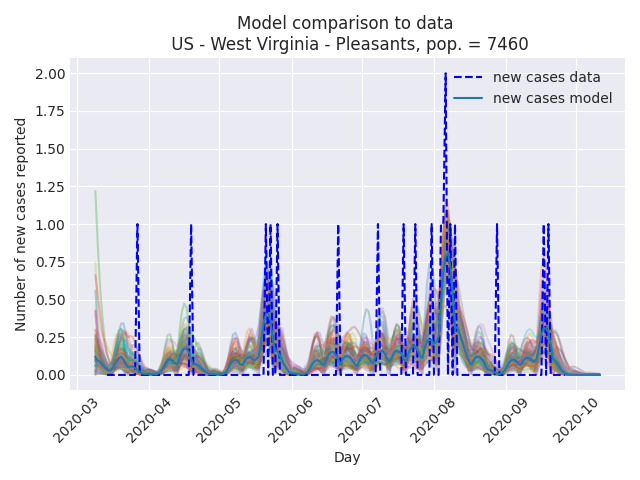 Model comparison to data
US - West Virginia - Pleasants, pop. = 7460
new cases data
new cases model
Number of new cases reported
2.00
1.75
1.50
1.25
1.00
0.75
0.50
0.25
0.00
2020-03
2020-04
2020-05
2020-06
2020-07
2020-08
2020-09
2020-10
Day